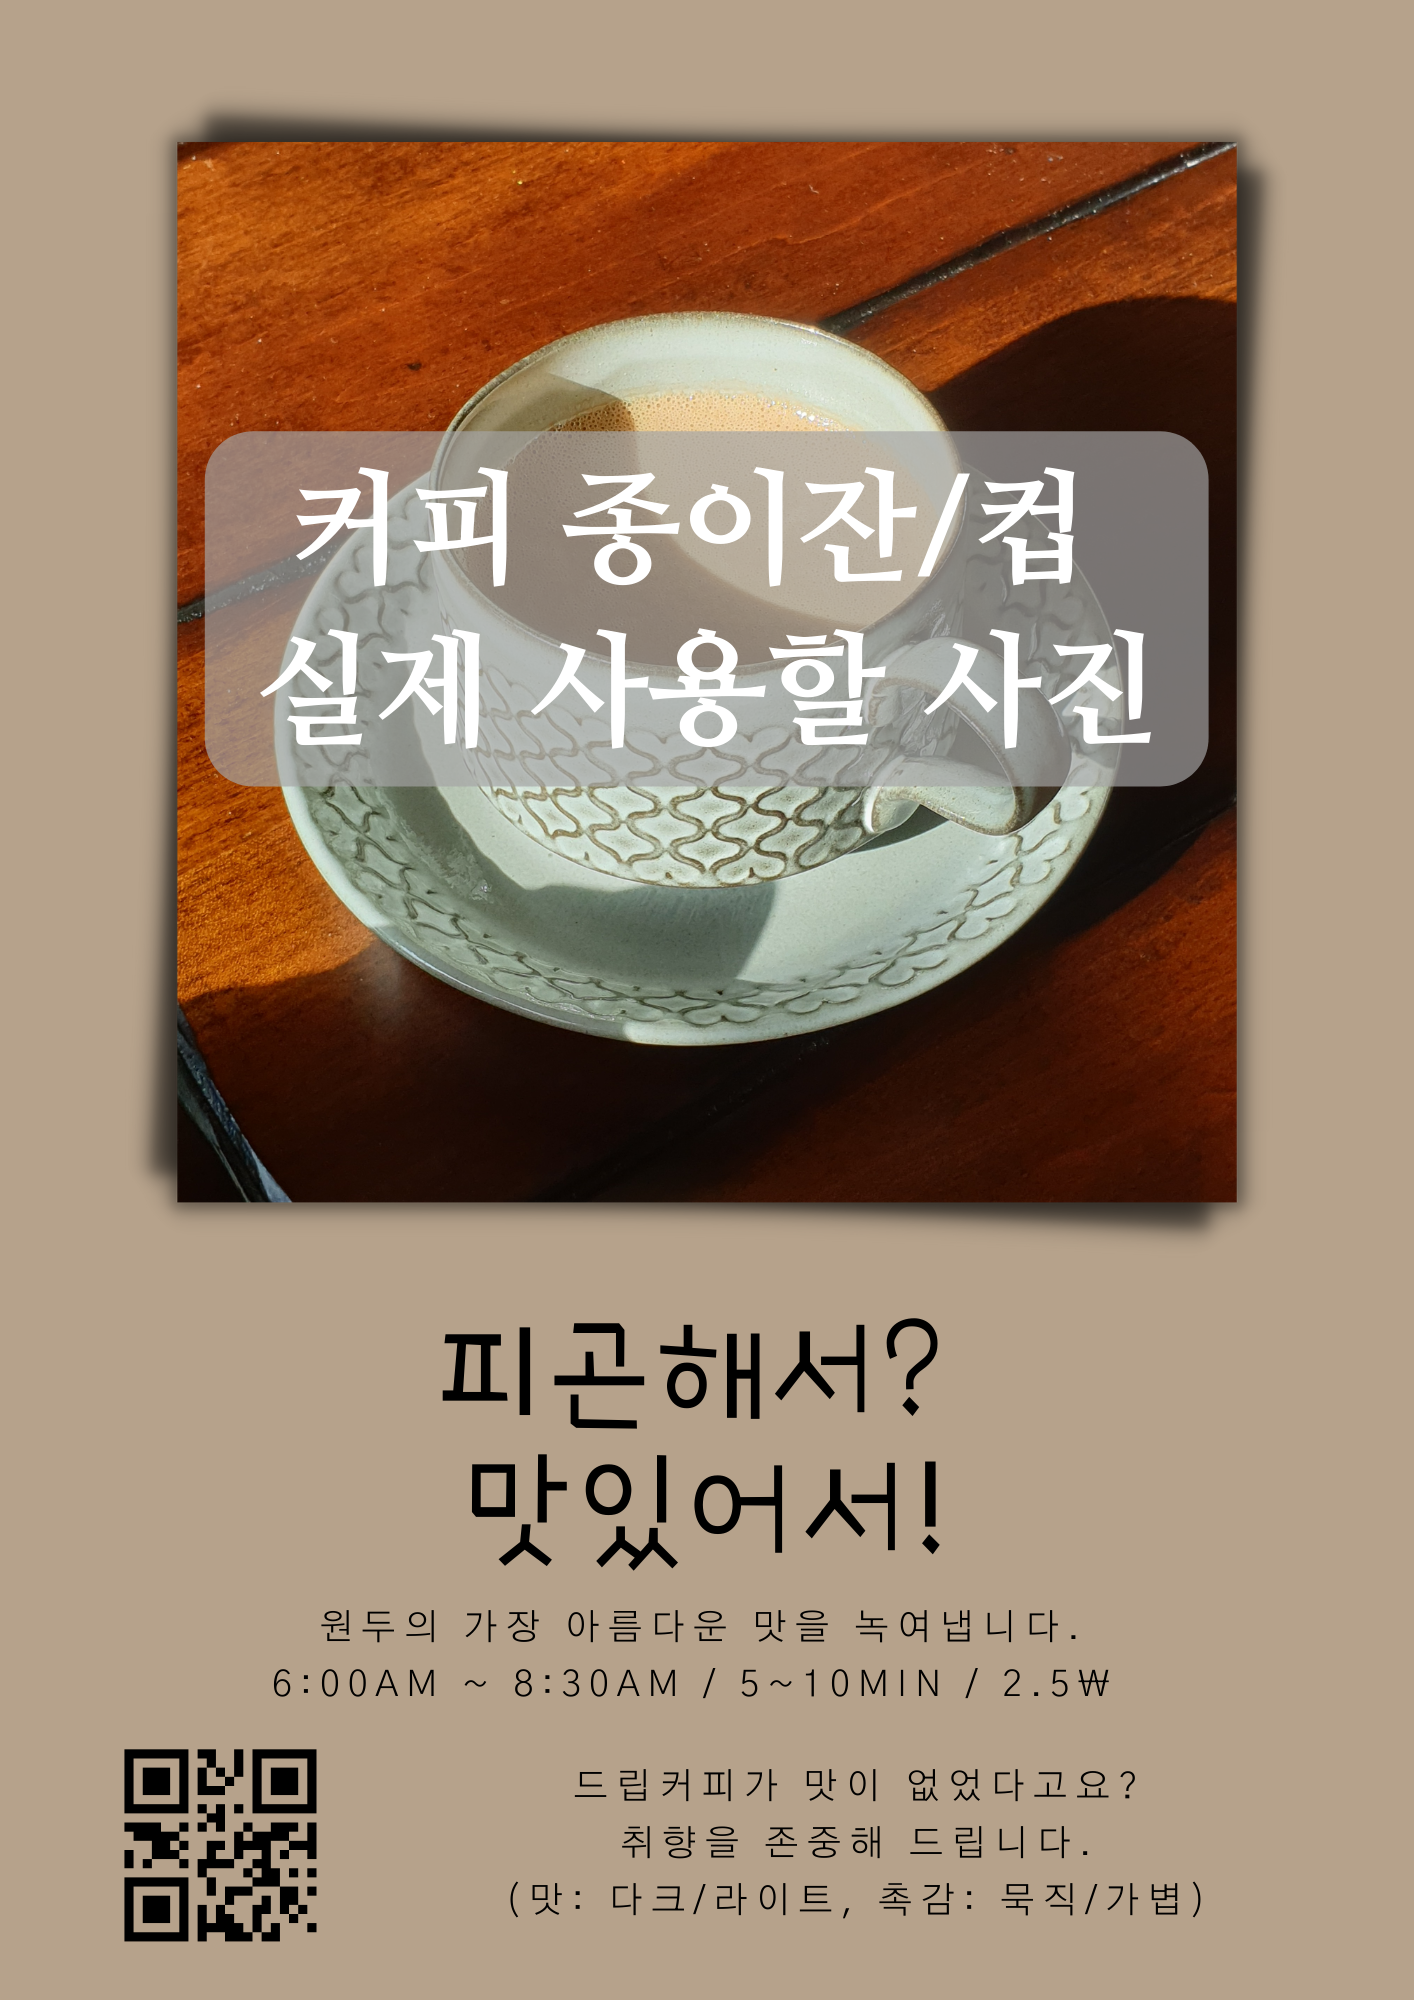 커피 종이잔/컵
실제 사용할 사진
피곤해서?
맛있어서!
원두의 가장 아름다운 맛을 녹여냅니다.
6:00AM ~ 8:30AM / 5~10MIN / 2.5₩
드립커피가 맛이 없었다고요?
취향을 존중해 드립니다.
(맛: 다크/라이트, 촉감: 묵직/가볍)